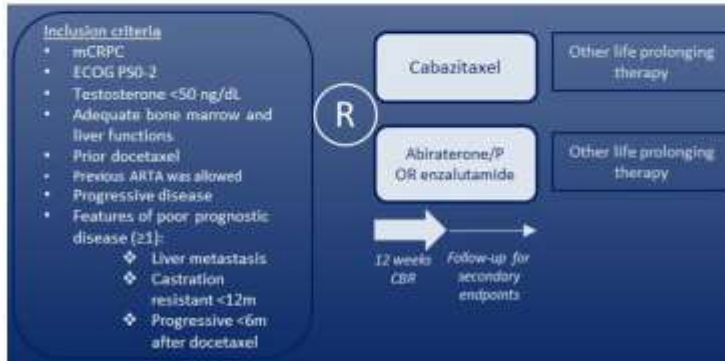 Inclusion criteria
• mCRPC
• ECOG PS0-2
• Testosterone <50 ng/dL
• Adequate bone marrow and
liver functions
• Prior docetaxel
• Previous ARTA was allowed
• Progressive disease
• Features of poor prognostic
disease (≥1):
❖ Liver metastasis
❖ Castration
resistant <12m
❖ Progressive <6m
after docetaxel
R
Cabazitaxel
Other life prolonging
therapy
Abiraterone/P
OR enzalutamide
Other life prolonging
therapy
12 weeks
CBR
Follow-up for
secondary
endpoints